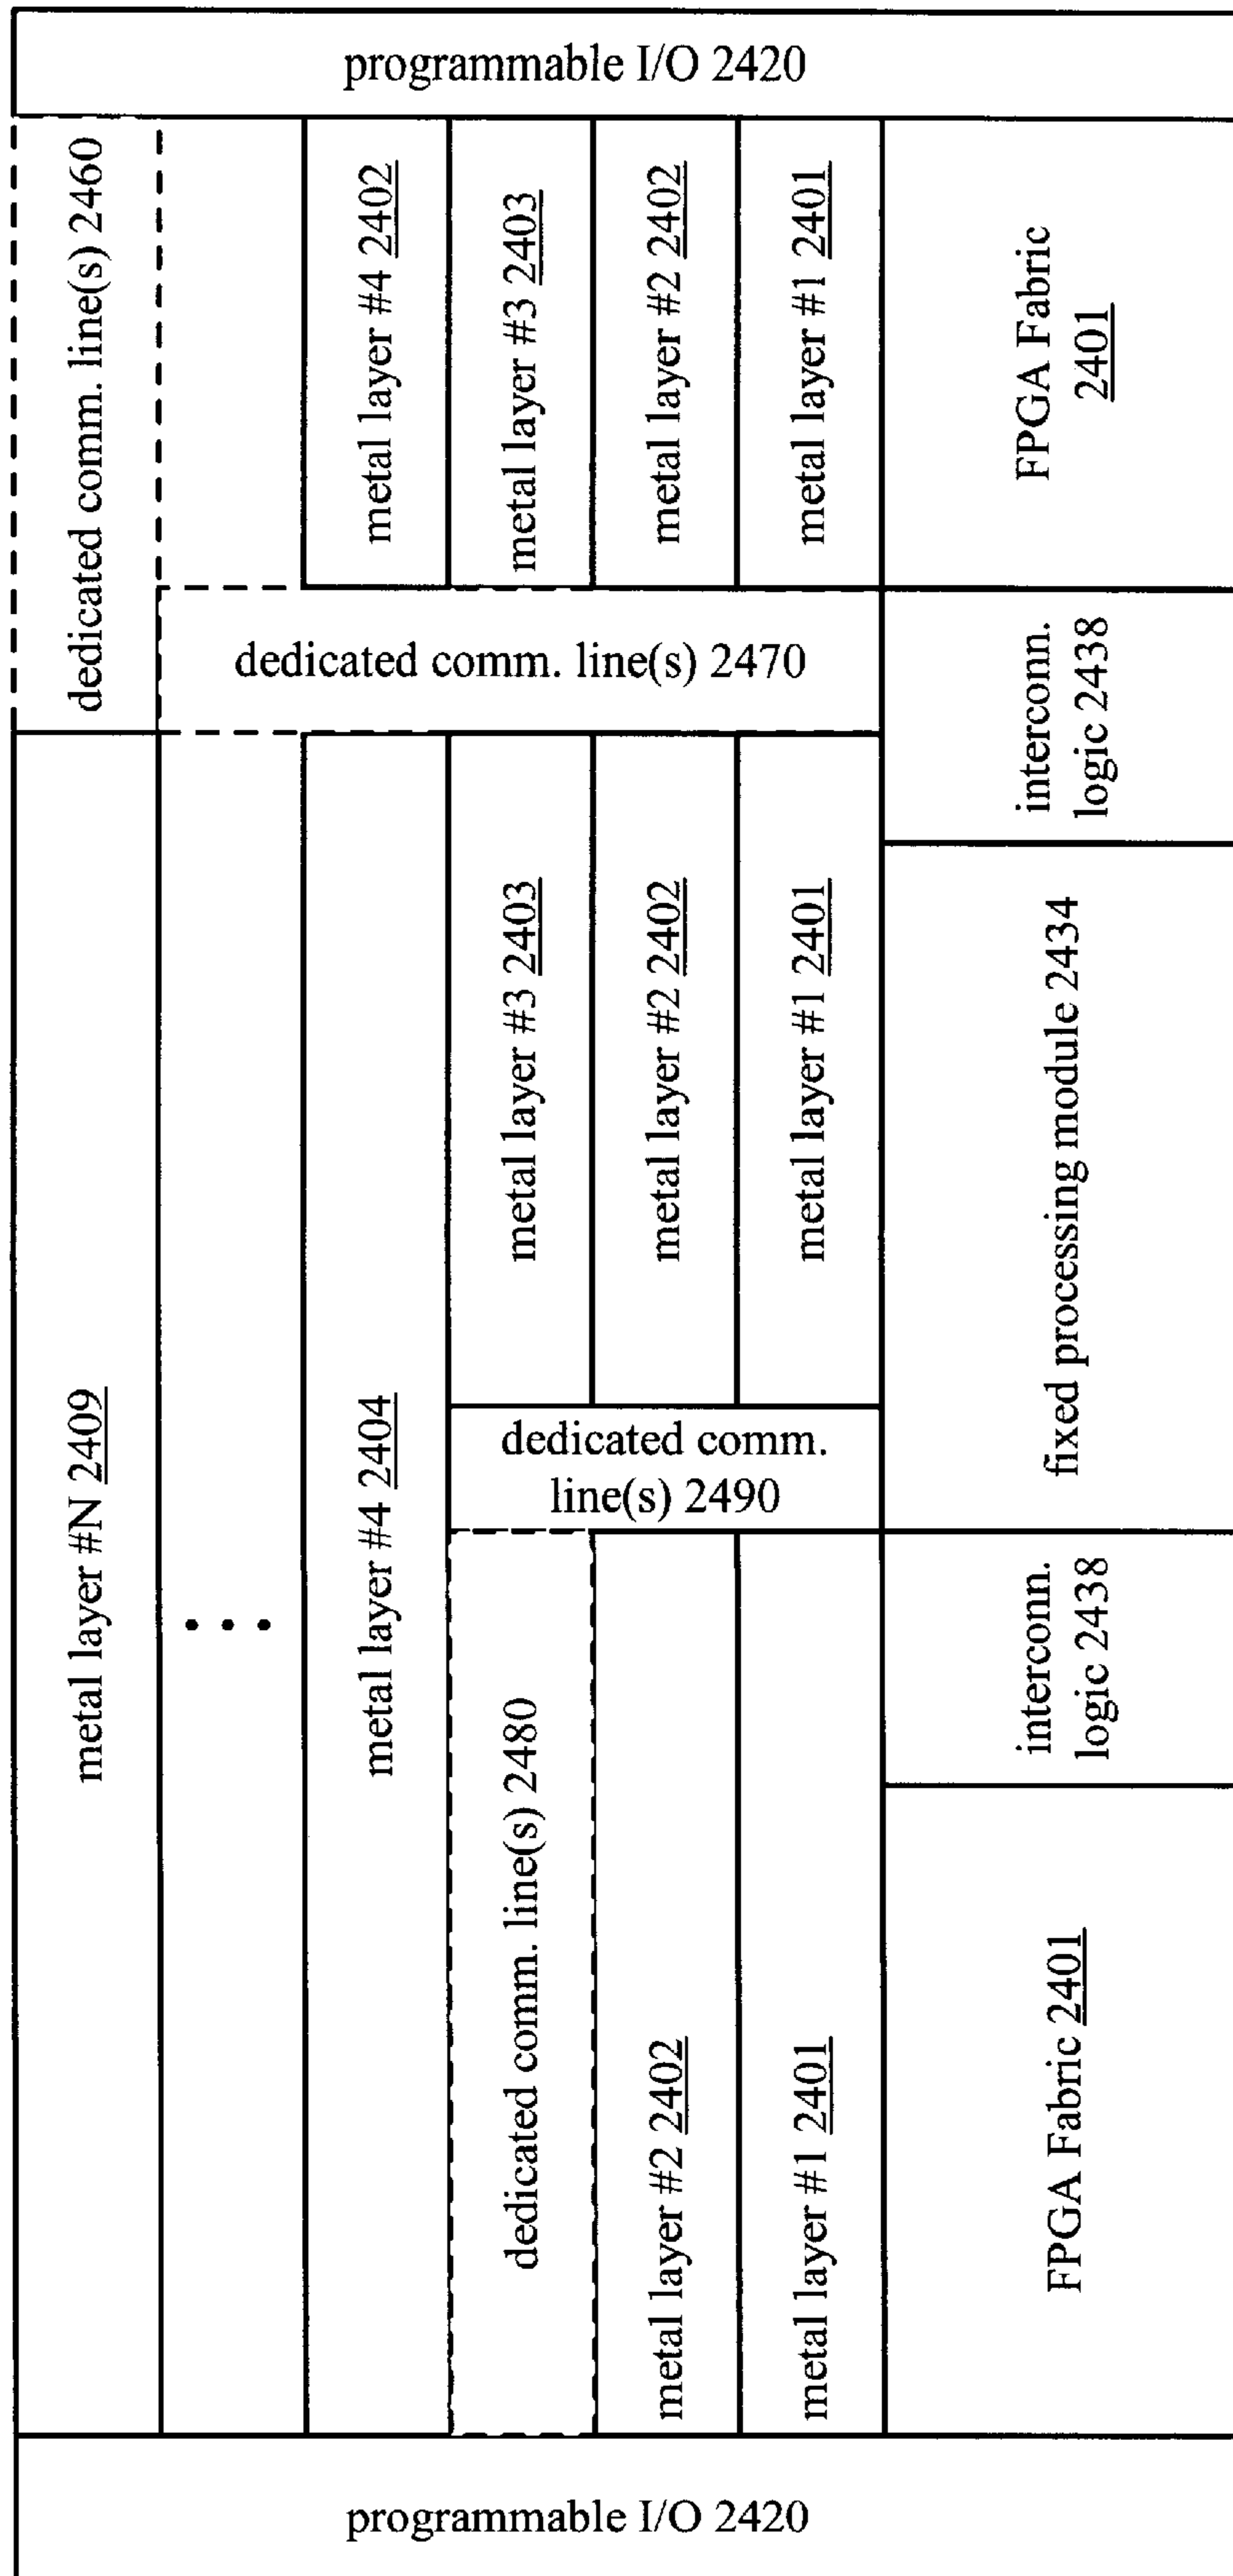 programmable I/O 2420
dedicated comm. line(s) 2460
metal layer #4 2402
metal layer #3 2403
metal layer #2 2402
metal layer #1 2401
FPGA Fabric
2401
dedicated comm. line(s) 2470
interconn.
logic 2438
metal layer #N 2409
metal layer #4 2404
metal layer #3 2403
metal layer #2 2402
metal layer #1 2401
fixed processing module 2434
dedicated comm.
line(s) 2490
interconn.
logic 2438
dedicated comm. line(s) 2480
metal layer #2 2402
metal layer #1 2401
FPGA Fabric 2401
programmable I/O 2420